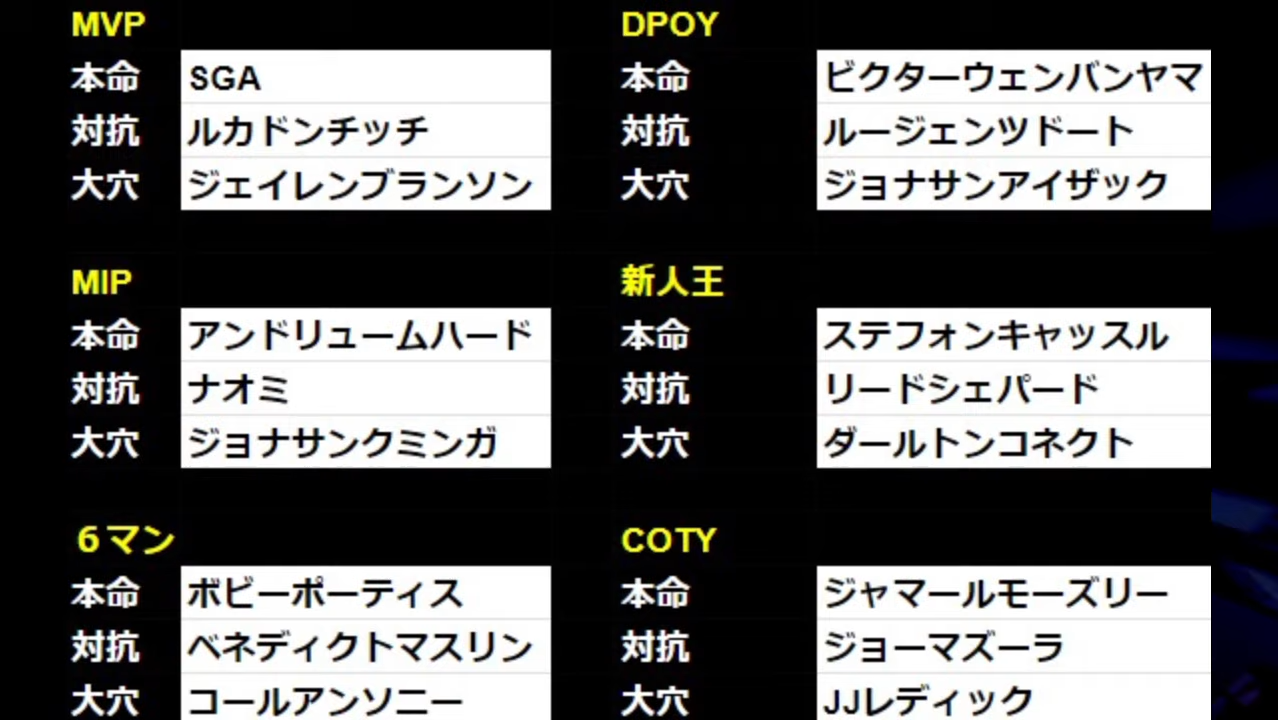 MVP
本命 SGA
対抗 ルカドンチッチ
大穴 ジェイレンブランソン
DPOY
本命 ビクターウェンバンヤマ
対抗 ルージェンツドート
大穴 ジョナサンアイザック
MIP
本命 アンドリュームハード
対抗 ナオミ
大穴 ジョナサンクミンガ
新人王
本命 ステフォンキャッスル
対抗 リードシェパード
大穴 ダールトンコネクト
６マン
本命 ボビーポーティス
対抗 ベネディクトマスリン
大穴 コールアンソニー
COTY
本命 ジャマールモーズリー
対抗 ジョーマズーラ
大穴 JJレディック